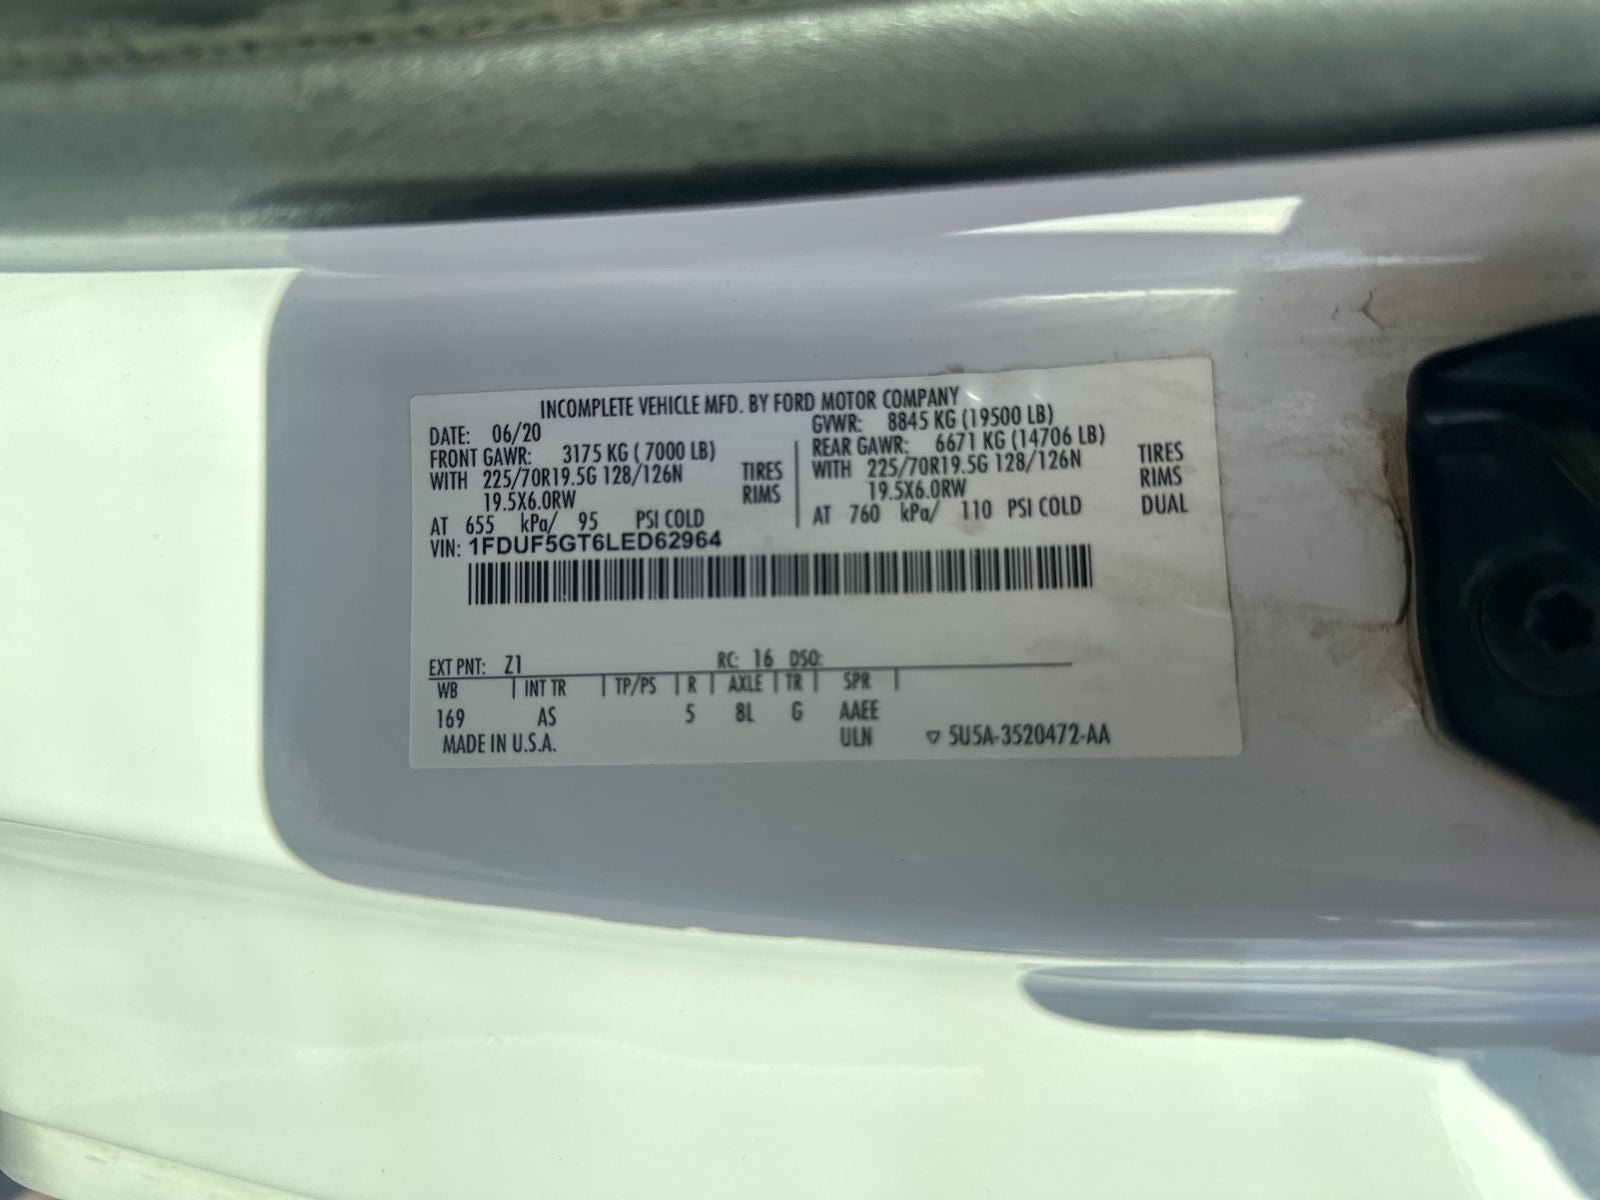 INCOMPLETE VEHICLE MFD. BY FORD MOTOR COMPANY
DATE: 06/20 GVWR: 8845 KG (19500 LB)
FRONT GAWR: 3175 KG ( 7000 LB) REAR GAWR: 6671 KG (14706 LB)
WITH 225/70R19.5G 128/126N TIRES WITH 225/70R19.5G 128/126N TIRES
19.5X6.0RW RIMS 19.5X6.0RW RIMS
AT 655 kPa/ 95 PSI COLD AT 760 kPa/ 110 PSI COLD DUAL
VIN: 1FDUF5GT6LED62964
EXT PNT: Z1 RC: 16 DSO:
WB | INT TR | TP/PS | R | AXLE | TR | SPR |
169 AS 5 8L G AAEE
MADE IN U.S.A. ULN ▽ 5U5A-3520472-AA